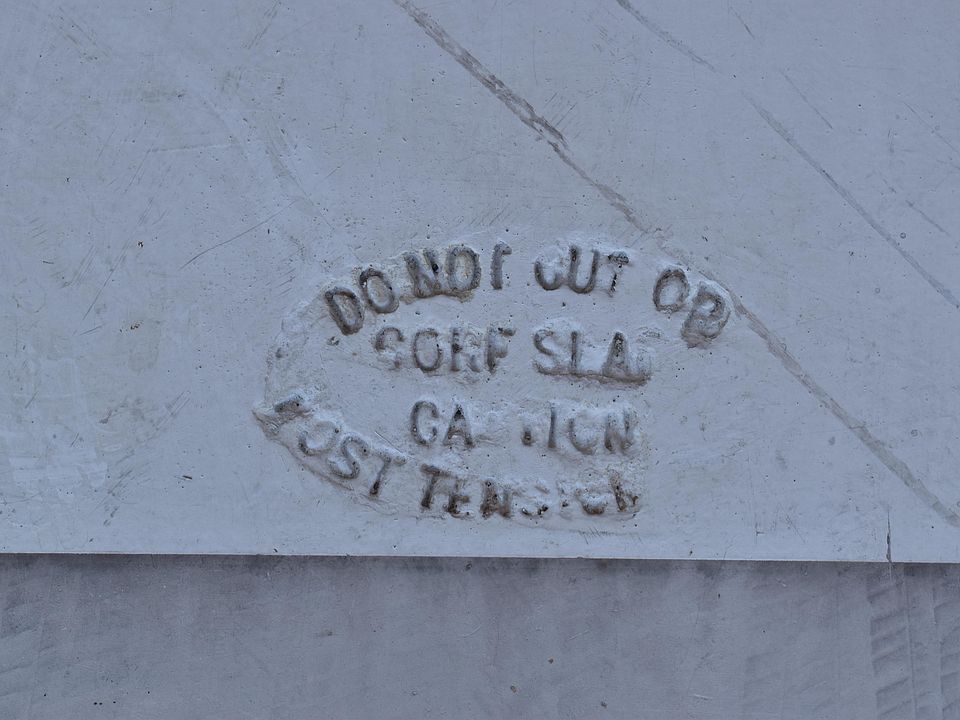 DO NOT CUT OR
CORE SLAB
CAUTION
POST TENSION